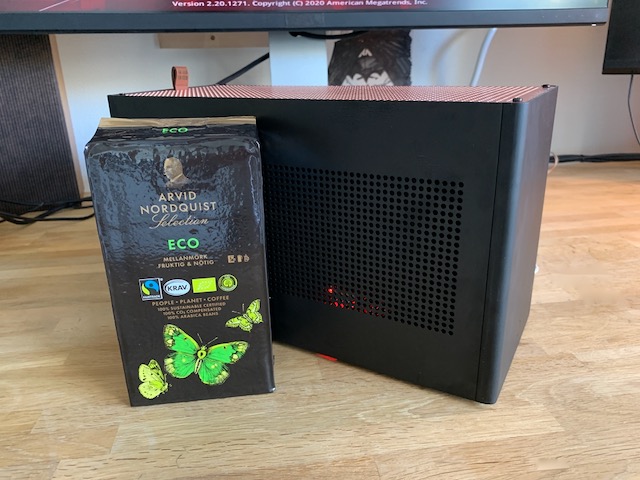 Version 2.20.1271. Copyright (C) 2020 American Megatrends, Inc.
ECO
ARVID
NORDQUIST
Selection
ECO
MELLANMÖRK
FRUKTIG & NÖTIG
KRAV
PEOPLE • PLANET • COFFEE
100% SUSTAINABLE CERTIFIED
100% CO₂ COMPENSATED
100% ARABICA BEANS